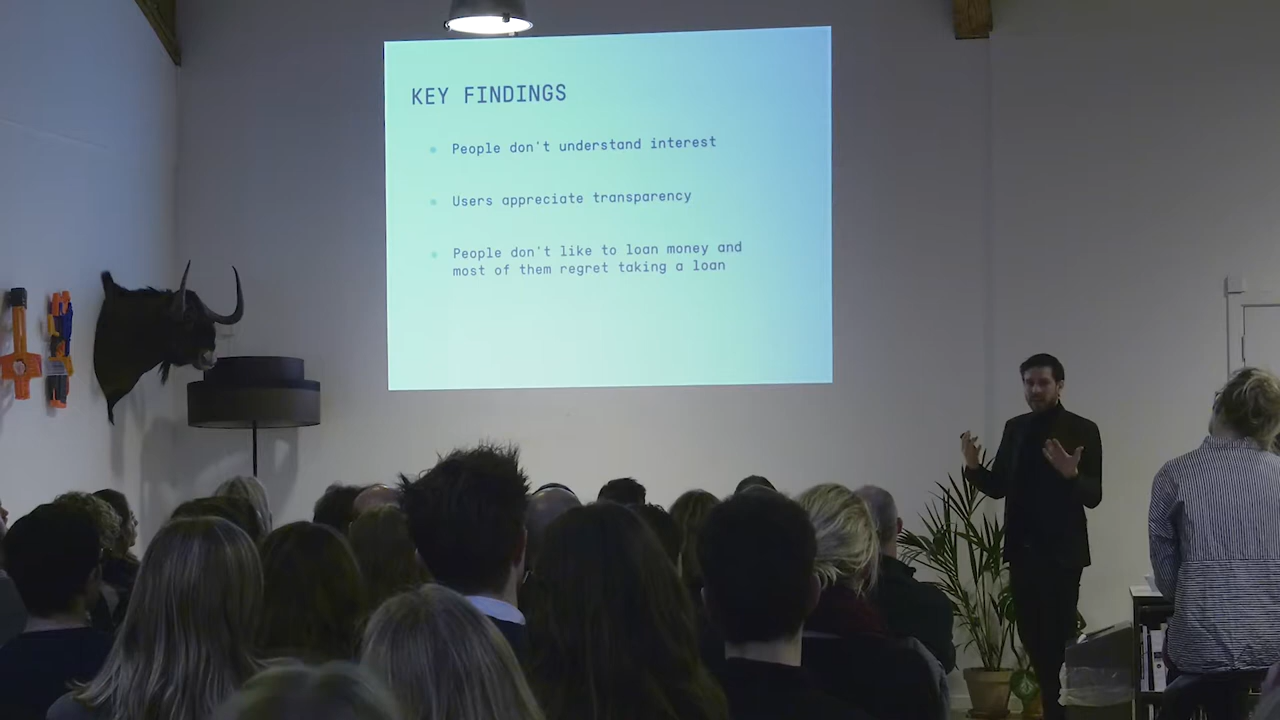 KEY FINDINGS
People don't understand interest
Users appreciate transparency
People don't like to loan money and
most of them regret taking a loan